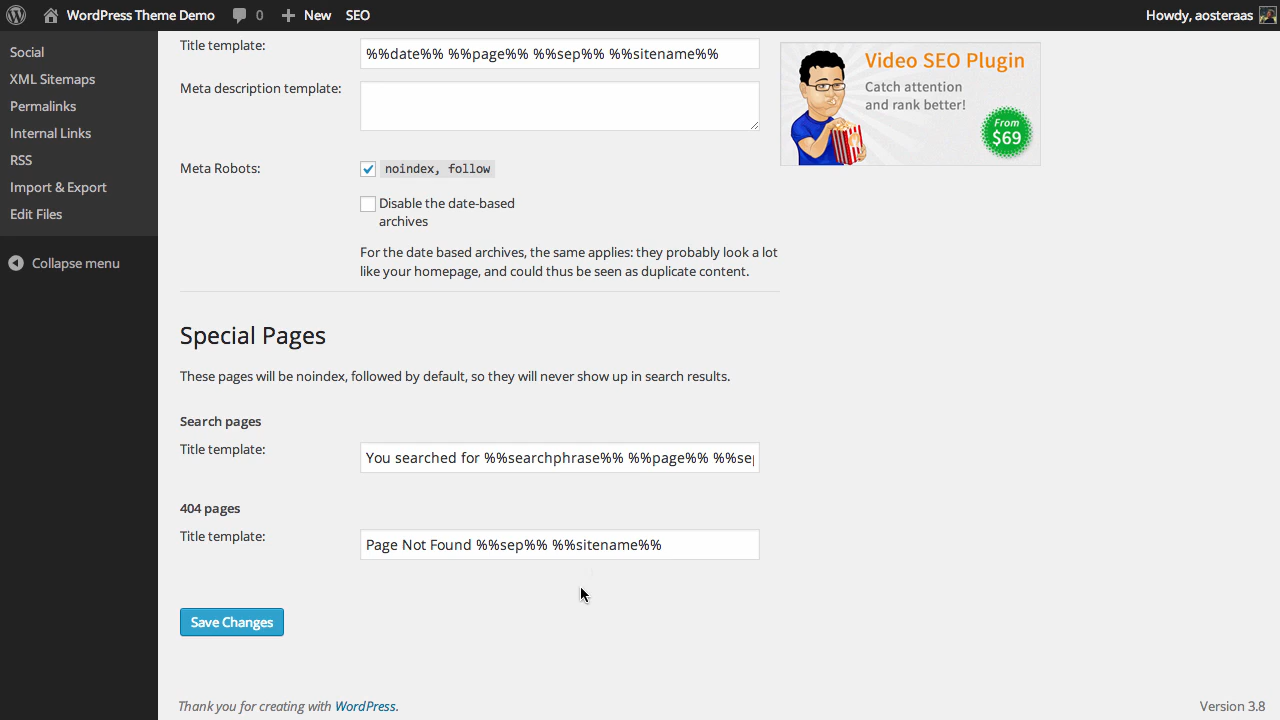 WordPress Theme Demo 0 New SEO Howdy, aosteraas
Social
XML Sitemaps
Permalinks
Internal Links
RSS
Import & Export
Edit Files
Collapse menu
Title template: %%date%% %%page%% %%sep%% %%sitename%%
Meta description template:
Meta Robots: noindex, follow
Disable the date-based
archives
For the date based archives, the same applies: they probably look a lot
like your homepage, and could thus be seen as duplicate content.
Special Pages
These pages will be noindex, followed by default, so they will never show up in search results.
Search pages
Title template: You searched for %%searchphrase%% %%page%% %%sep
404 pages
Title template: Page Not Found %%sep%% %%sitename%%
Save Changes
Video SEO Plugin
Catch attention
and rank better!
From
$69
Thank you for creating with WordPress. Version 3.8